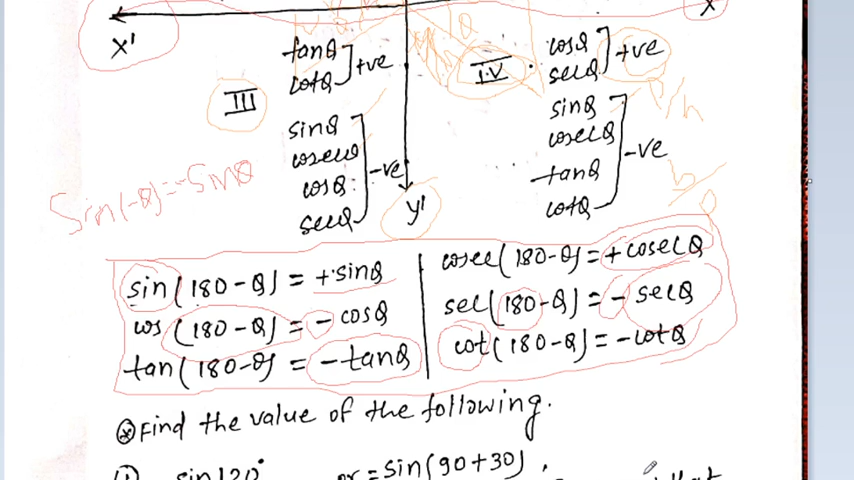 X'
X
tanθ
cotθ ] +ve
III
cosθ
secθ ] +ve
IV
sinθ
cosecθ
cosθ
secθ ] -ve
sinθ
cosecθ
tanθ
cotθ ] -ve
y'
Sin(-θ)=-Sinθ
sin(180-θ) = +sinθ
cos(180-θ) = -cosθ
tan(180-θ) = -tanθ
cosec(180-θ) = +cosecθ
sec(180-θ) = -secθ
cot(180-θ) = -cotθ
Find the value of the following.
sin120° or = sin(90+30)